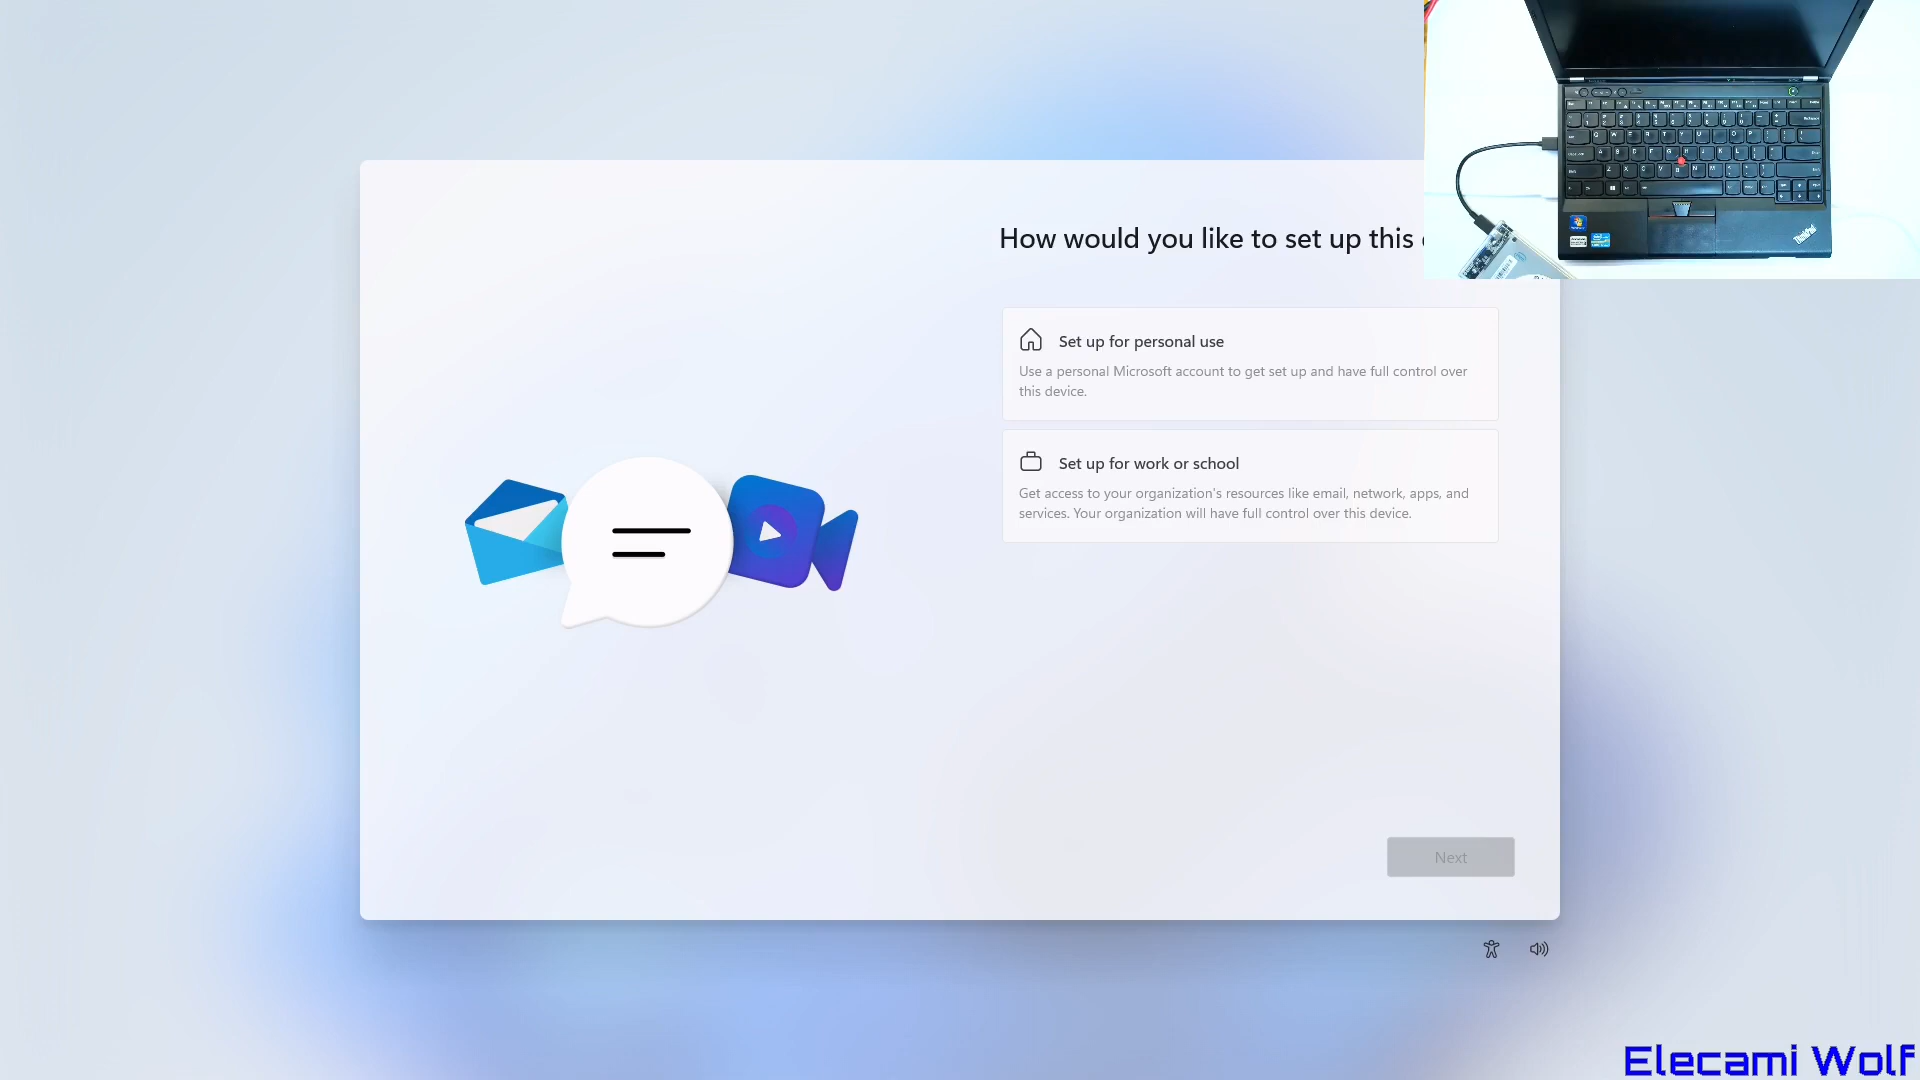 How would you like to set up this
Set up for personal use
Use a personal Microsoft account to get set up and have full control over
this device.
Set up for work or school
Get access to your organization's resources like email, network, apps, and
services. Your organization will have full control over this device.
Next
ThinkPad
Elecami Wolf